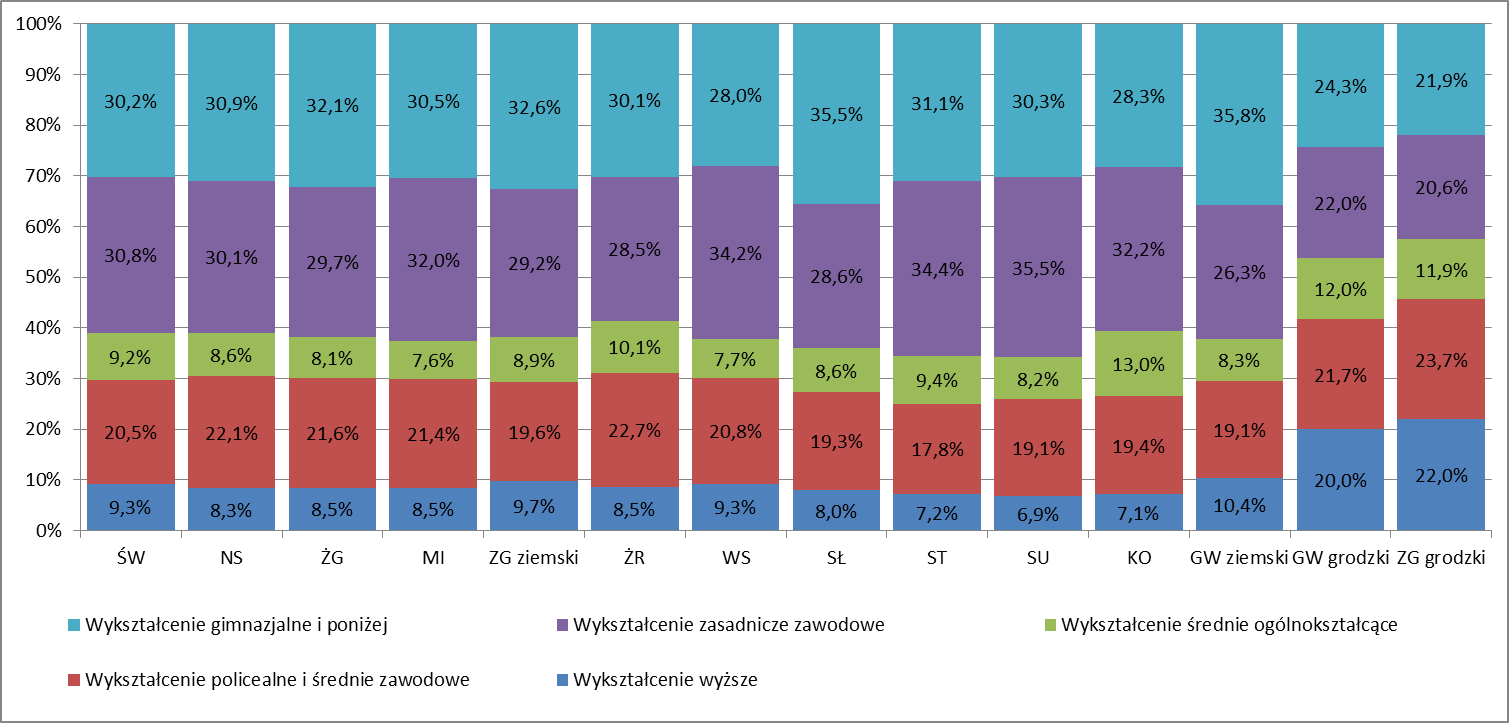 100%
90%
80%
70%
60%
50%
40%
30%
20%
10%
0%
30,2% 30,9% 32,1% 30,5% 32,6% 30,1% 28,0% 35,5% 31,1% 30,3% 28,3% 35,8% 24,3% 21,9%
30,8% 30,1% 29,7% 32,0% 29,2% 28,5% 34,2% 28,6% 34,4% 35,5% 32,2% 26,3% 22,0% 20,6%
9,2% 8,6% 8,1% 7,6% 8,9% 10,1% 7,7% 8,6% 9,4% 8,2% 13,0% 8,3% 12,0% 11,9%
20,5% 22,1% 21,6% 21,4% 19,6% 22,7% 20,8% 19,3% 17,8% 19,1% 19,4% 19,1% 21,7% 23,7%
9,3% 8,3% 8,5% 8,5% 9,7% 8,5% 9,3% 8,0% 7,2% 6,9% 7,1% 10,4% 20,0% 22,0%
ŚW NS ŻG MI ZG ziemski ŻR WS SŁ ST SU KO GW ziemski GW grodzki ZG grodzki
Wykształcenie gimnazjalne i poniżej Wykształcenie zasadnicze zawodowe Wykształcenie średnie ogólnokształcące
Wykształcenie policealne i średnie zawodowe Wykształcenie wyższe